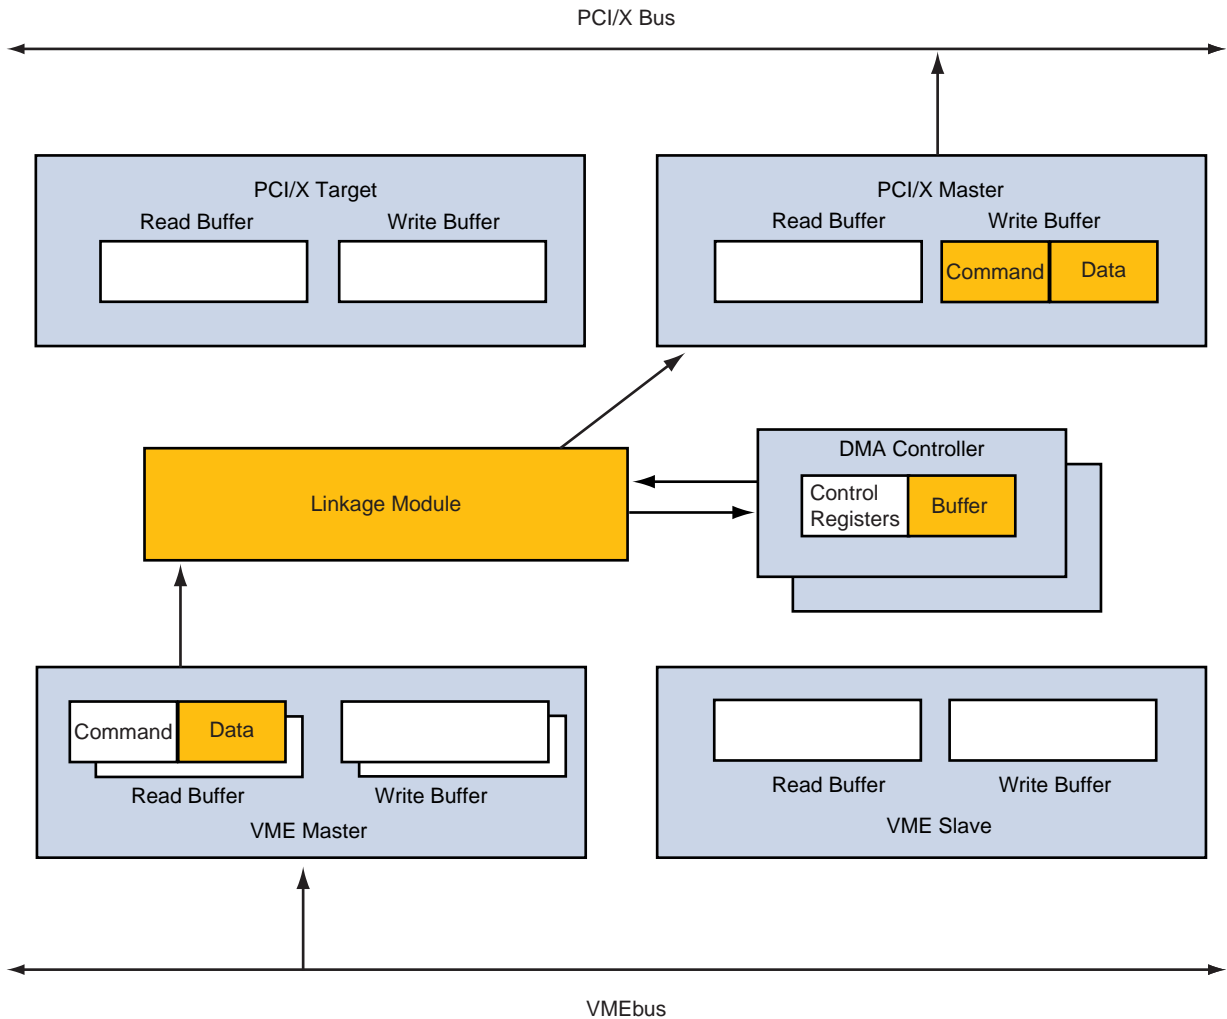 PCI/X Bus
PCI/X Target
Read Buffer
Write Buffer
PCI/X Master
Read Buffer
Write Buffer
Command
Data
Linkage Module
DMA Controller
Control
Registers
Buffer
Command
Data
Read Buffer
Write Buffer
VME Master
Read Buffer
Write Buffer
VME Slave
VMEbus